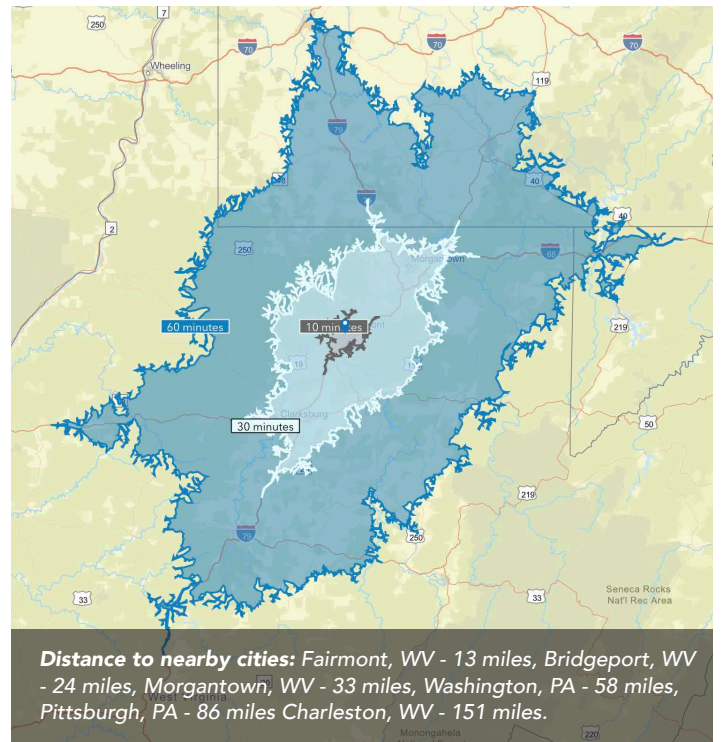 7
250
70
70
70
Wheeling
119
79
40
40
2
250
Morgantown
68
60 minutes
10 minutes
219
19
Clarksburg
30 minutes
50
219
79
250
33
33
Seneca Rocks
Nat'l Rec Area
Distance to nearby cities: Fairmont, WV - 13 miles, Bridgeport, WV
- 24 miles, Morgantown, WV - 33 miles, Washington, PA - 58 miles,
Pittsburgh, PA - 86 miles Charleston, WV - 151 miles.
West Virginia
Monongahela
220